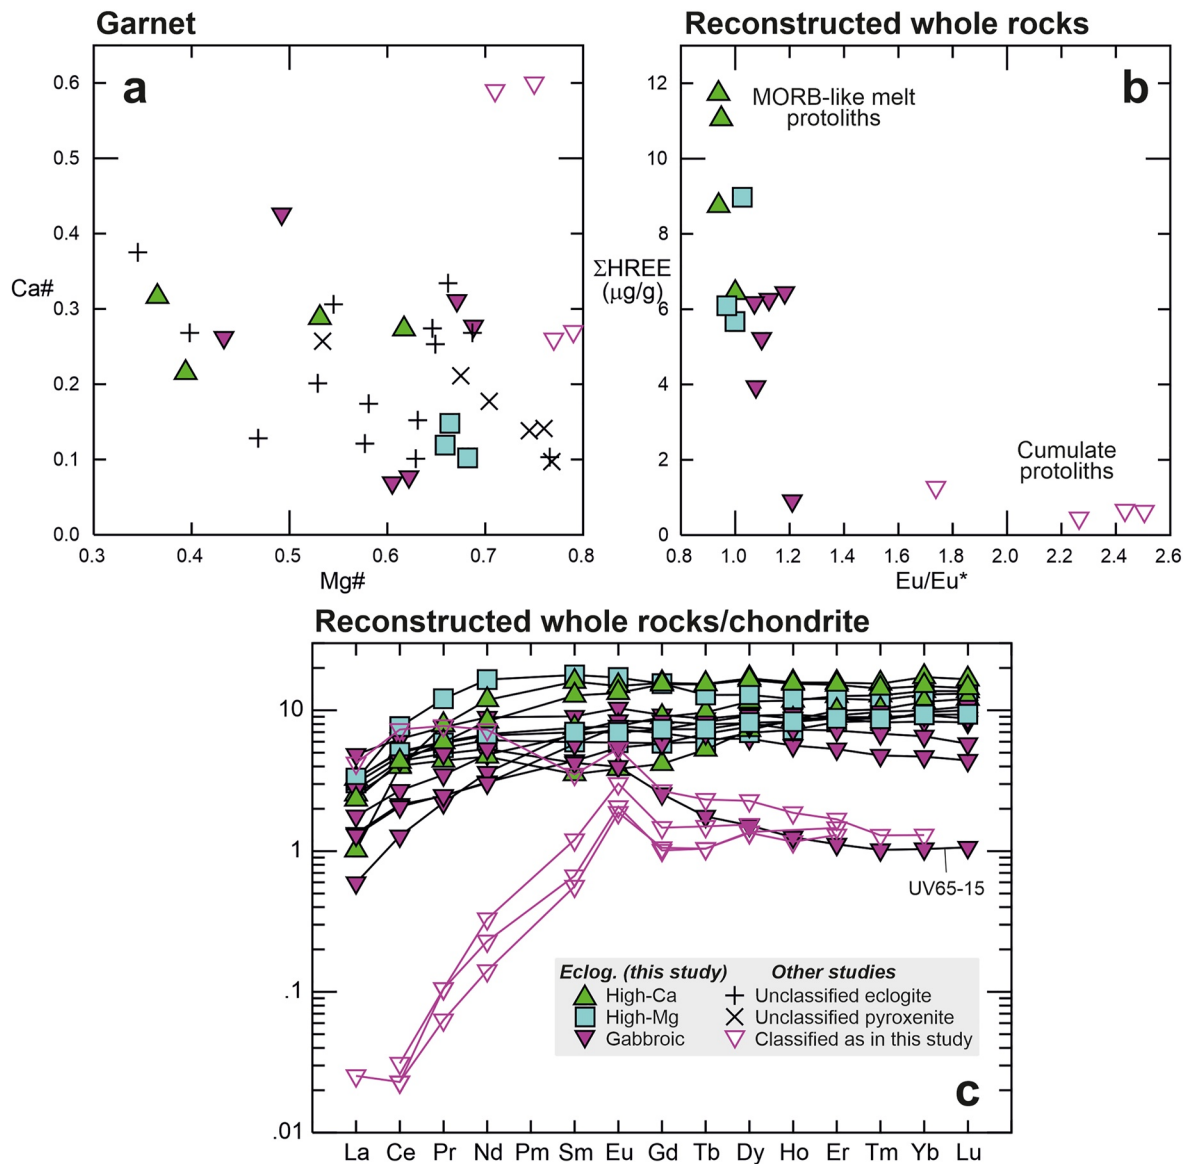 Garnet
a
0.6
0.5
0.4
0.3
0.2
0.1
0.0
Ca#
0.3 0.4 0.5 0.6 0.7 0.8
Mg#
Reconstructed whole rocks
b
MORB-like melt
protoliths
12
10
8
6
4
2
0
ΣHREE
(μg/g)
Cumulate
protoliths
0.8 1.0 1.2 1.4 1.6 1.8 2.0 2.2 2.4 2.6
Eu/Eu*
Reconstructed whole rocks/chondrite
10
1
.1
.01
UV65-15
Eclog. (this study) Other studies
High-Ca Unclassified eclogite
High-Mg Unclassified pyroxenite
Gabbroic Classified as in this study
c
La Ce Pr Nd Pm Sm Eu Gd Tb Dy Ho Er Tm Yb Lu